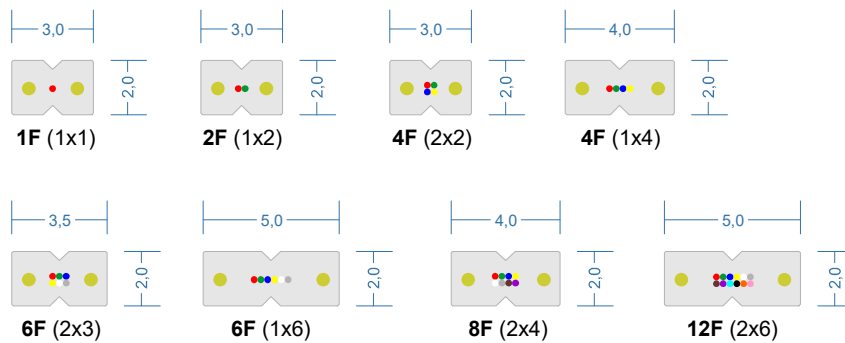 3,0 3,0 3,0 4,0
2,0 2,0 2,0 2,0
1F (1x1) 2F (1x2) 4F (2x2) 4F (1x4)
3,5 5,0 4,0 5,0
2,0 2,0 2,0 2,0
6F (2x3) 6F (1x6) 8F (2x4) 12F (2x6)